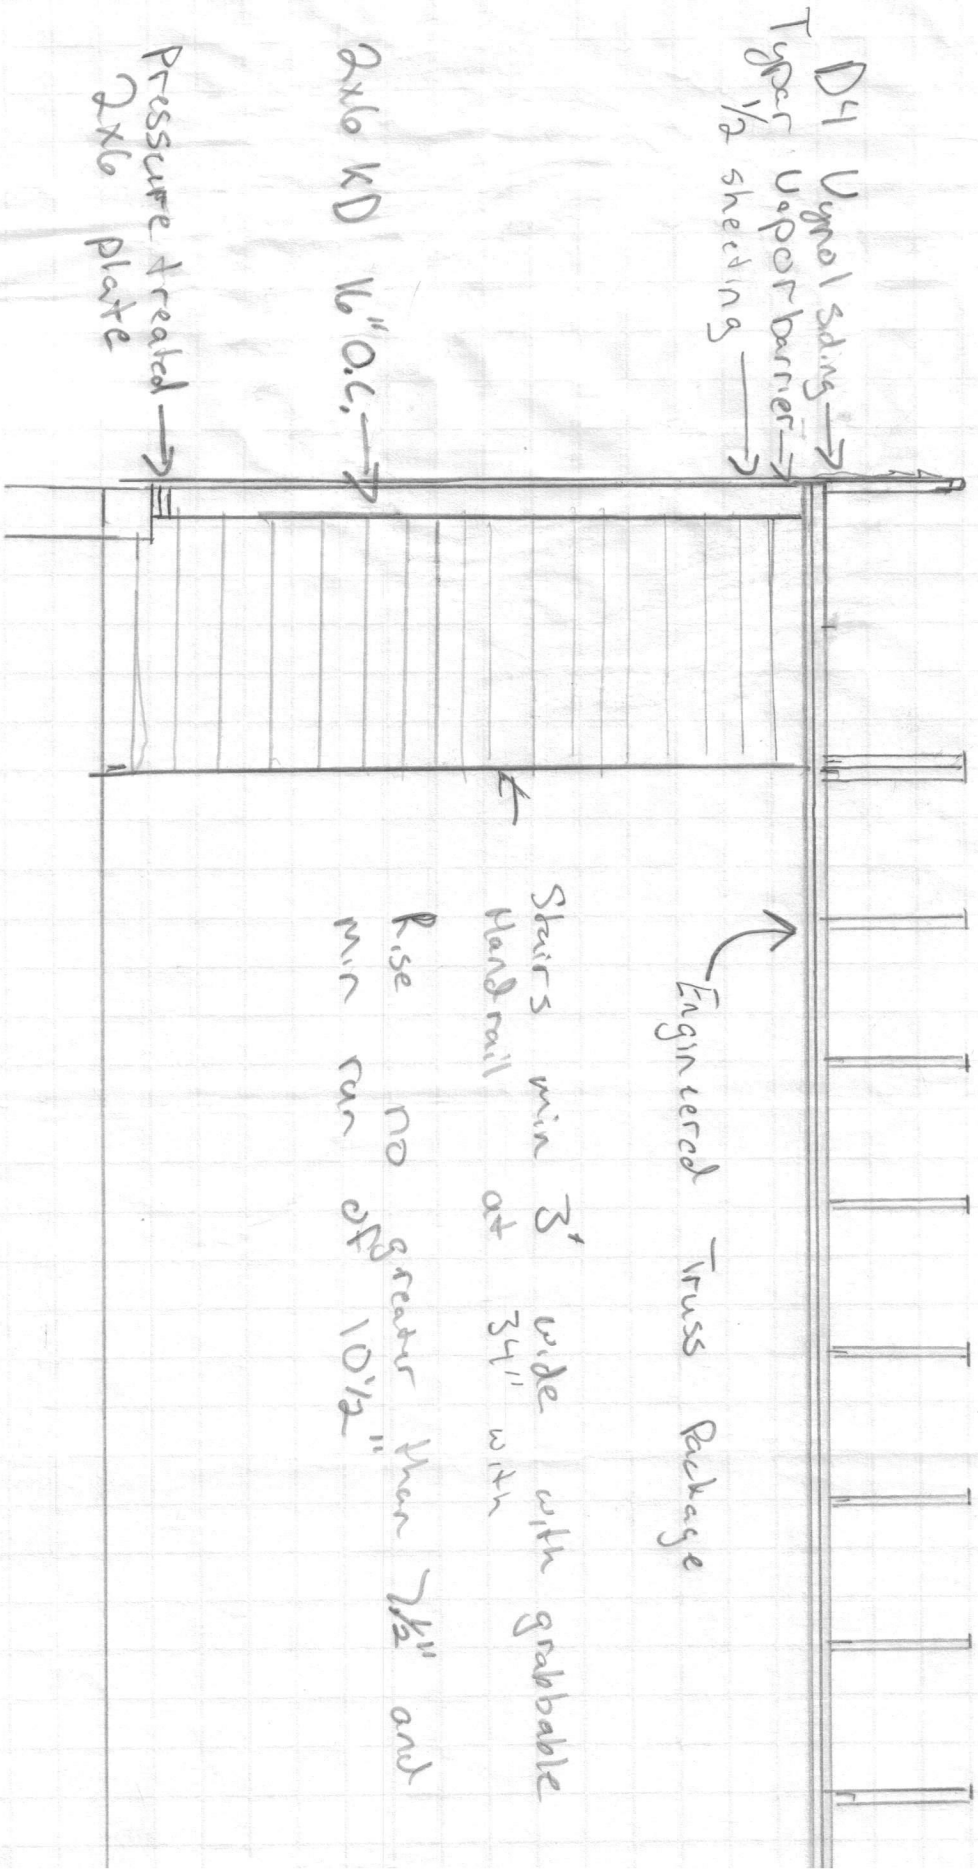 D4 Vynol siding
Typar Vapor barrier
1/2 sheeting
2x6 KD 16" O.C.
Pressure treated
2x6 plate
Engineered Truss Package
Stairs min 3' wide with grabbable
Handrail at 34" with
Rise no greater than 7 1/2" and
min run of 10 1/2"